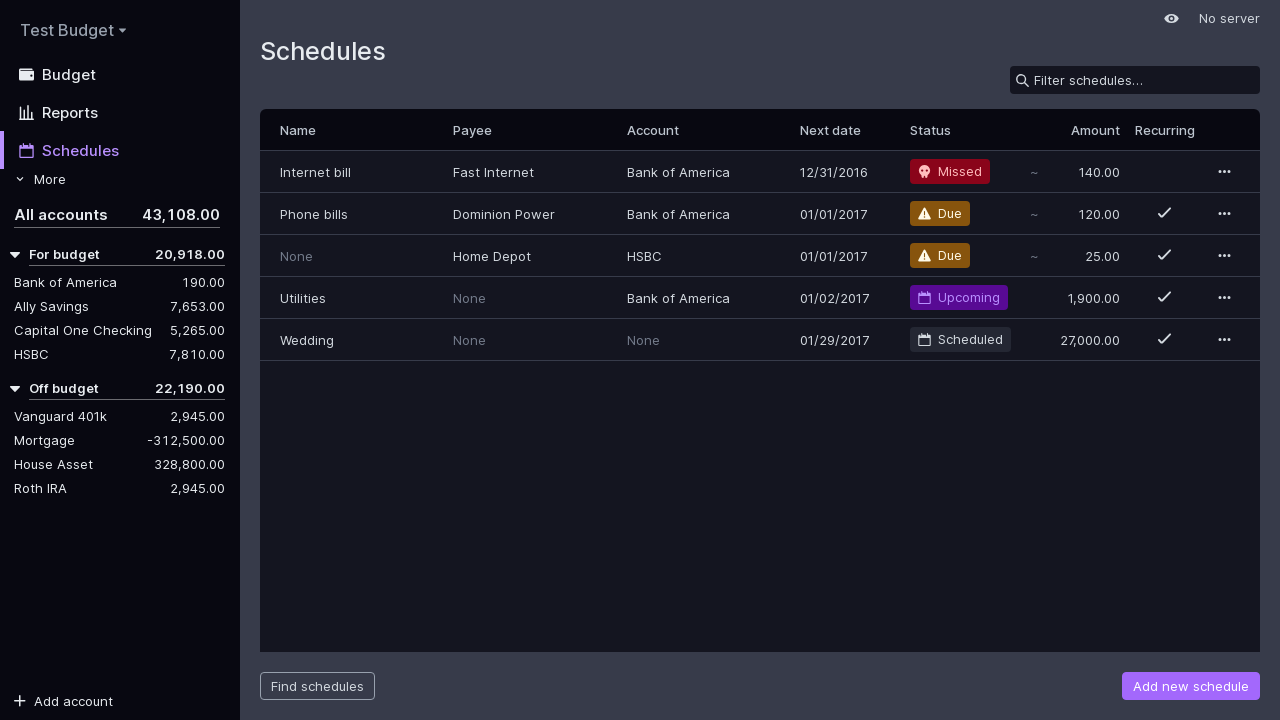 Test Budget
Budget
Reports
Schedules
More
All accounts 43,108.00
For budget 20,918.00
Bank of America 190.00
Ally Savings 7,653.00
Capital One Checking 5,265.00
HSBC 7,810.00
Off budget 22,190.00
Vanguard 401k 2,945.00
Mortgage -312,500.00
House Asset 328,800.00
Roth IRA 2,945.00
Add account
No server
Schedules
Filter schedules…
Name Payee Account Next date Status Amount Recurring
Internet bill Fast Internet Bank of America 12/31/2016 Missed ~ 140.00
Phone bills Dominion Power Bank of America 01/01/2017 Due ~ 120.00
None Home Depot HSBC 01/01/2017 Due ~ 25.00
Utilities None Bank of America 01/02/2017 Upcoming 1,900.00
Wedding None None 01/29/2017 Scheduled 27,000.00
Find schedules
Add new schedule